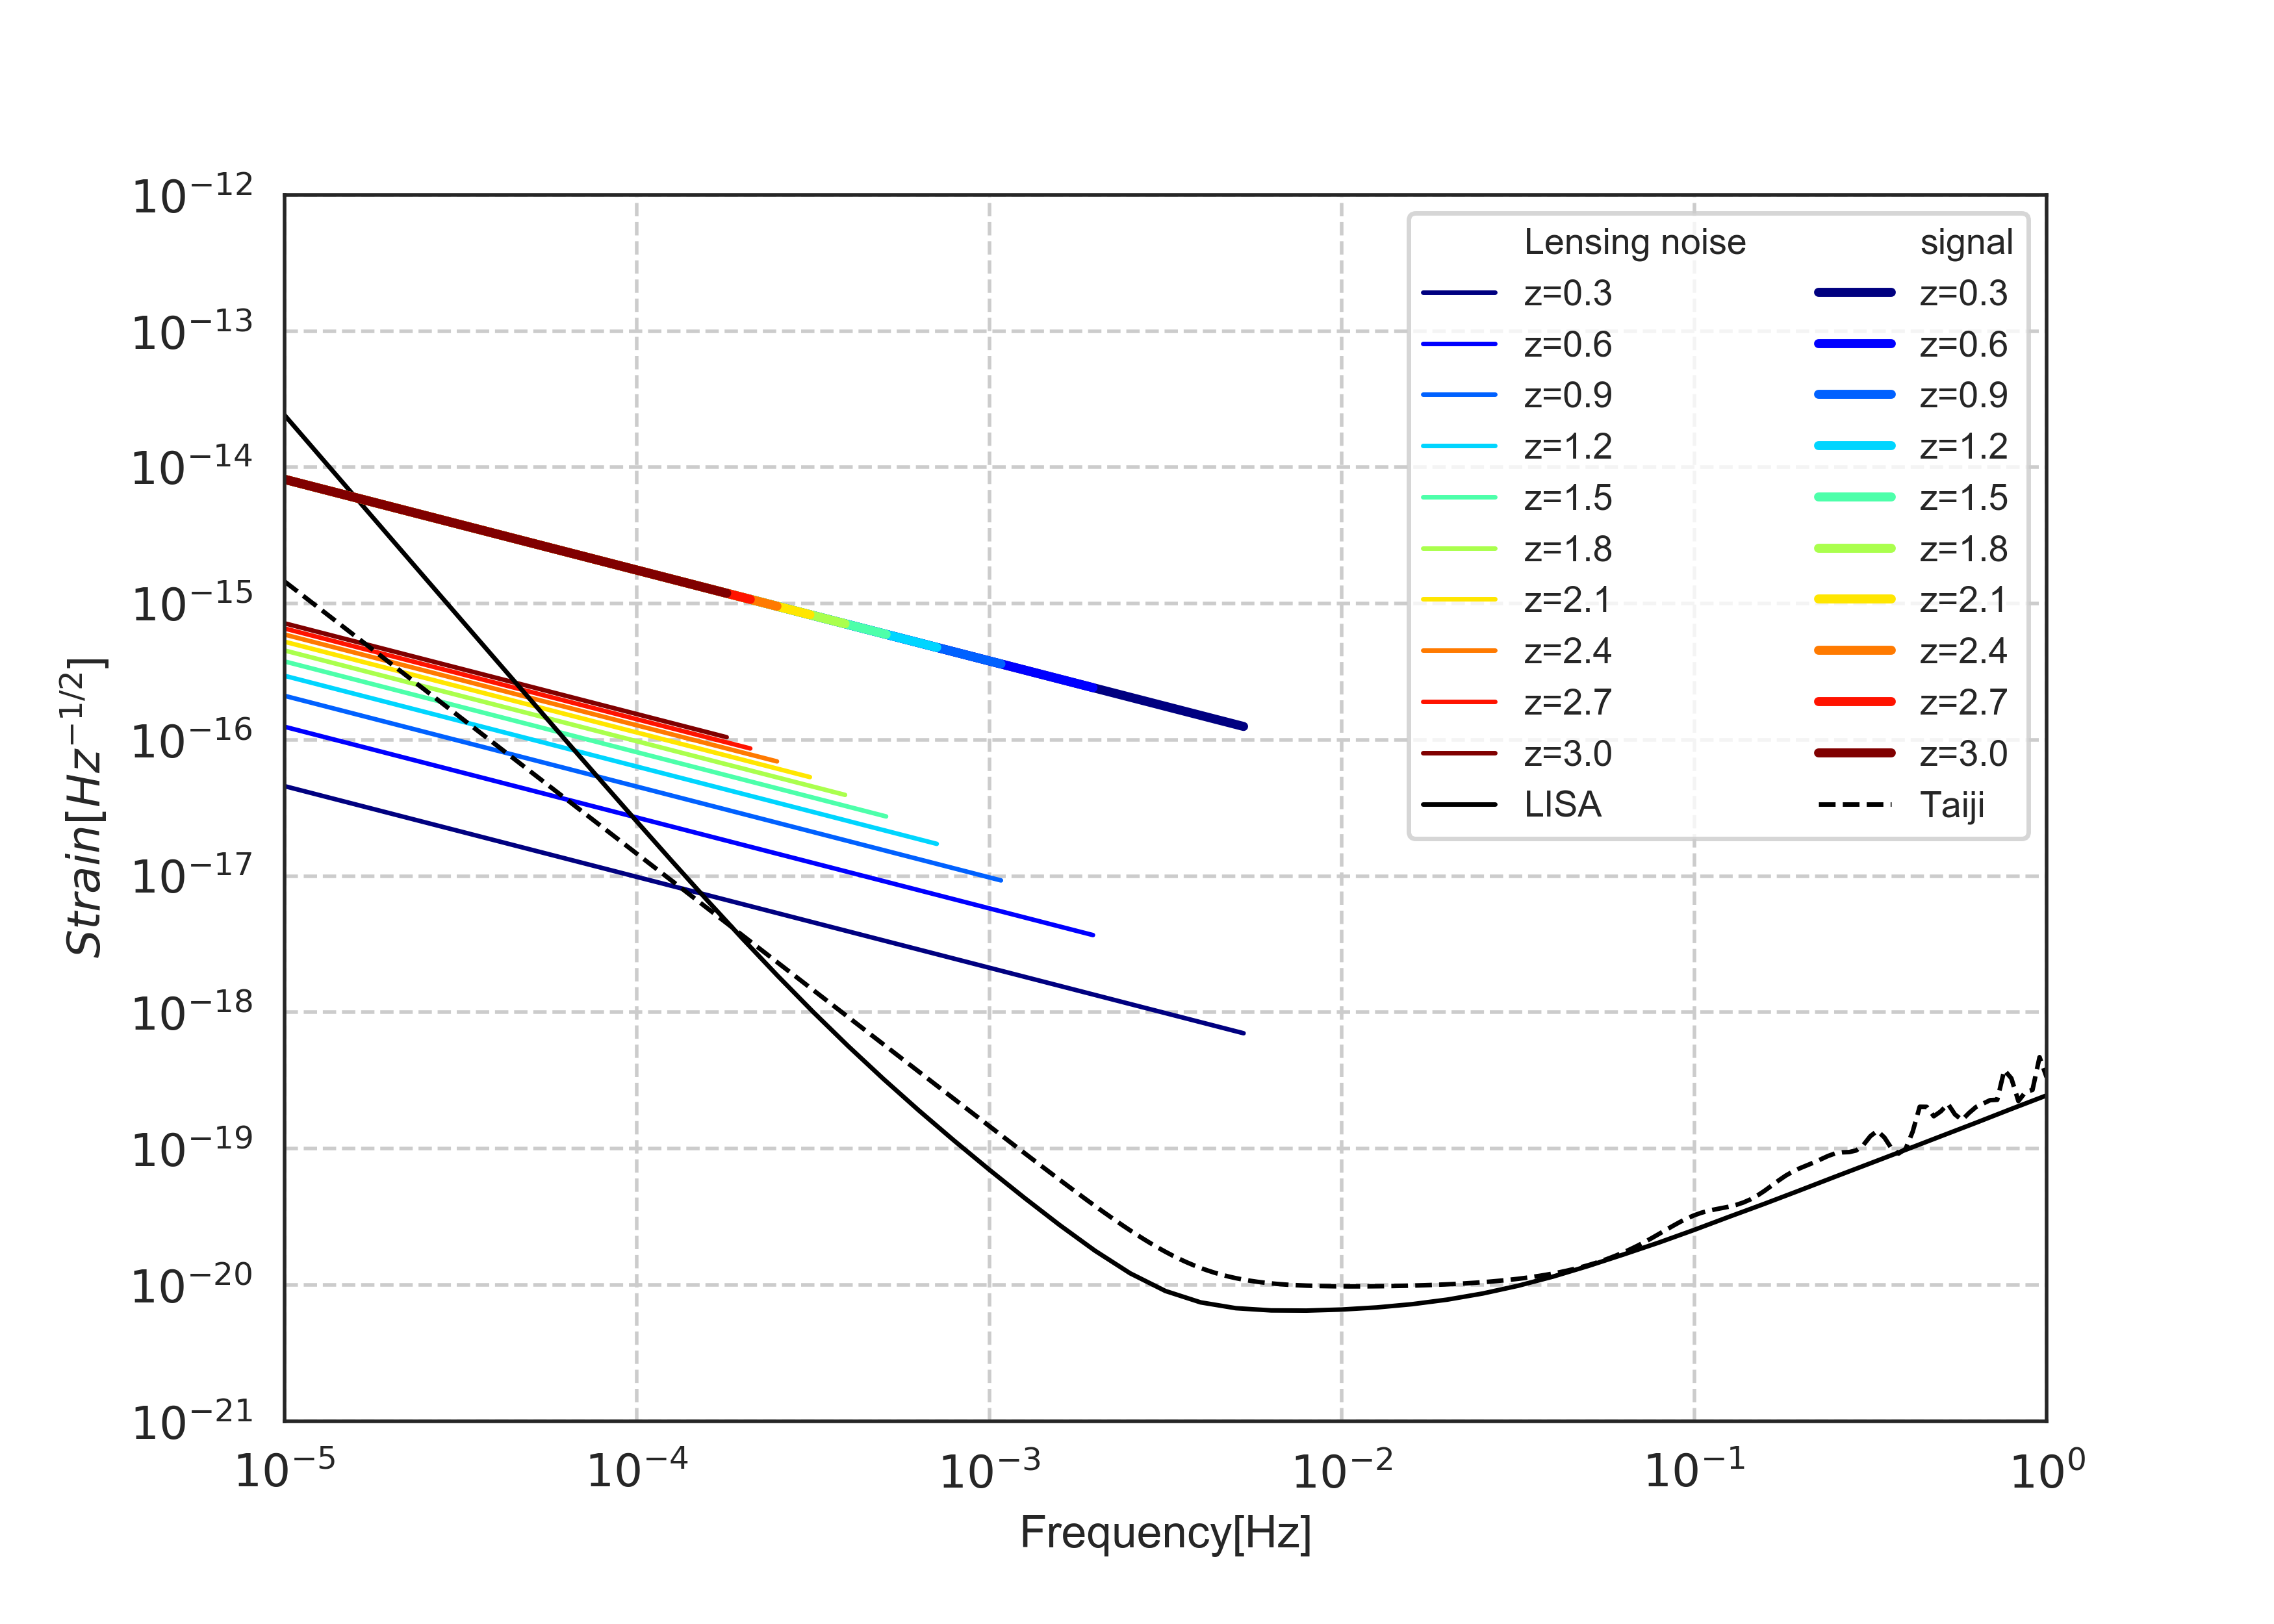 10⁻¹²
10⁻¹³
10⁻¹⁴
10⁻¹⁵
10⁻¹⁶
10⁻¹⁷
10⁻¹⁸
10⁻¹⁹
10⁻²⁰
10⁻²¹
Strain[Hz⁻¹/²]
Lensing noise signal
z=0.3 z=0.3
z=0.6 z=0.6
z=0.9 z=0.9
z=1.2 z=1.2
z=1.5 z=1.5
z=1.8 z=1.8
z=2.1 z=2.1
z=2.4 z=2.4
z=2.7 z=2.7
z=3.0 z=3.0
LISA Taiji
10⁻⁵ 10⁻⁴ 10⁻³ 10⁻² 10⁻¹ 10⁰
Frequency[Hz]